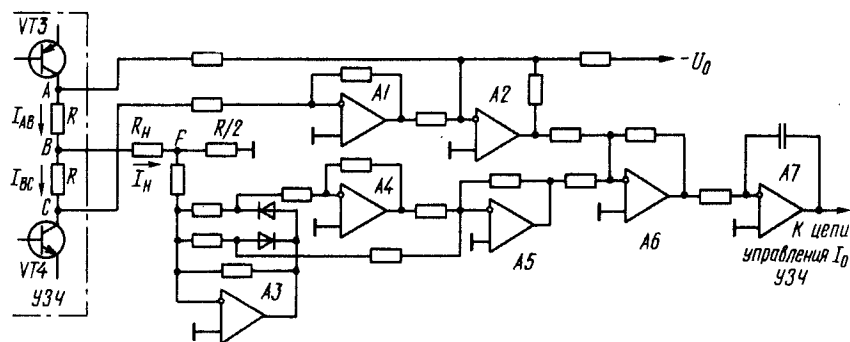 VT3
A
I_AB
R
B
I_BC
R
C
VT4
УЗЧ
R_H
I_H
F
R/2
A1
A2
-U_0
A4
A5
A3
A6
A7
К цепи
управления I_0
УЗЧ